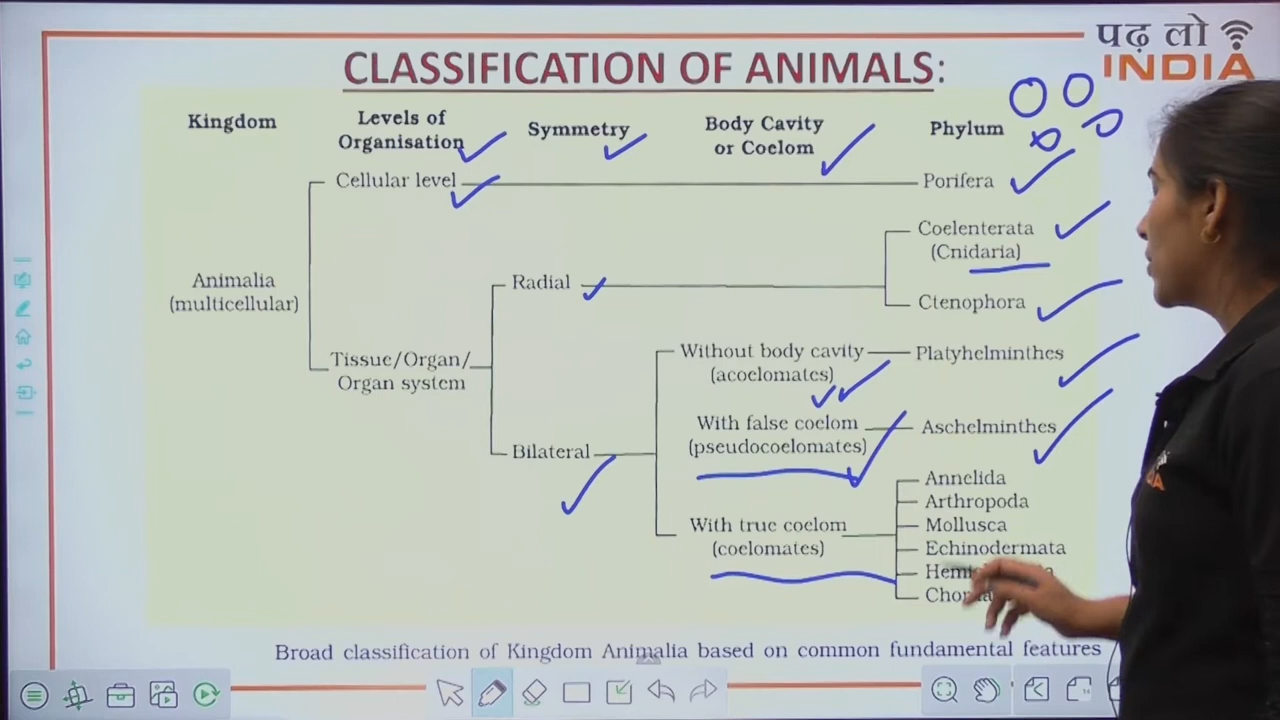 पढ़ लो
INDIA
CLASSIFICATION OF ANIMALS:
Kingdom
Levels of
Organisation
Symmetry
Body Cavity
or Coelom
Phylum
Cellular level
Porifera
Coelenterata
(Cnidaria)
Animalia
(multicellular)
Radial
Ctenophora
Tissue/Organ/
Organ system
Without body cavity
(acoelomates)
Platyhelminthes
With false coelom
(pseudocoelomates)
Aschelminthes
Bilateral
With true coelom
(coelomates)
Annelida
Arthropoda
Mollusca
Echinodermata
Broad classification of Kingdom Animalia based on common fundamental features